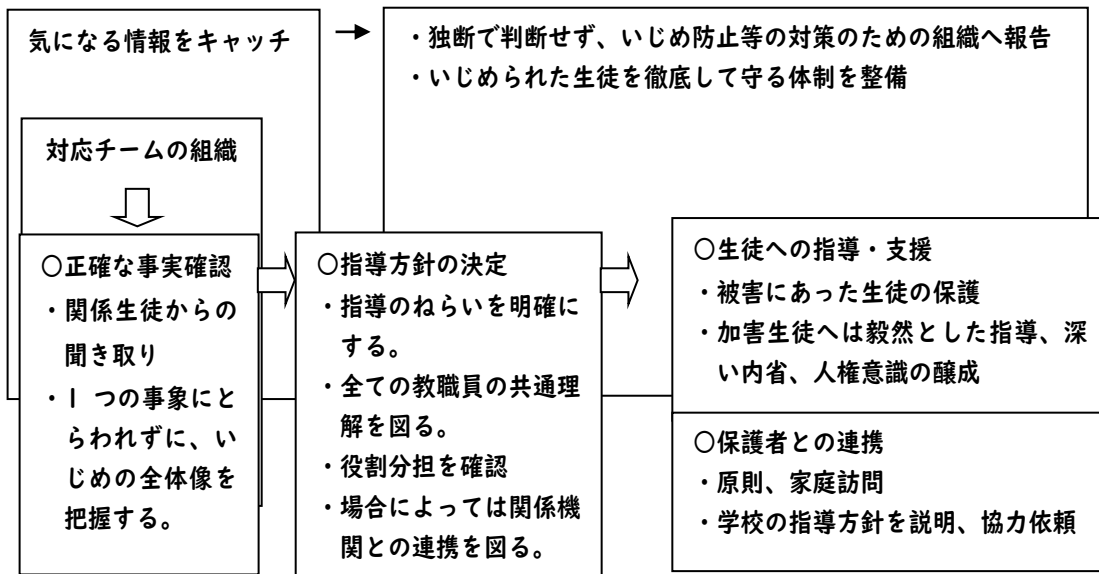 気になる情報をキャッチ
・独断で判断せず、いじめ防止等の対策のための組織へ報告
・いじめられた生徒を徹底して守る体制を整備
対応チームの組織
○正確な事実確認
・関係生徒からの
聞き取り
・1 つの事象にと
らわれずに、い
じめの全体像を
把握する。
○指導方針の決定
・指導のねらいを明確に
する。
・全ての教職員の共通理
解を図る。
・役割分担を確認
・場合によっては関係機
関との連携を図る。
○生徒への指導・支援
・被害にあった生徒の保護
・加害生徒へは毅然とした指導、深
い内省、人権意識の醸成
○保護者との連携
・原則、家庭訪問
・学校の指導方針を説明、協力依頼